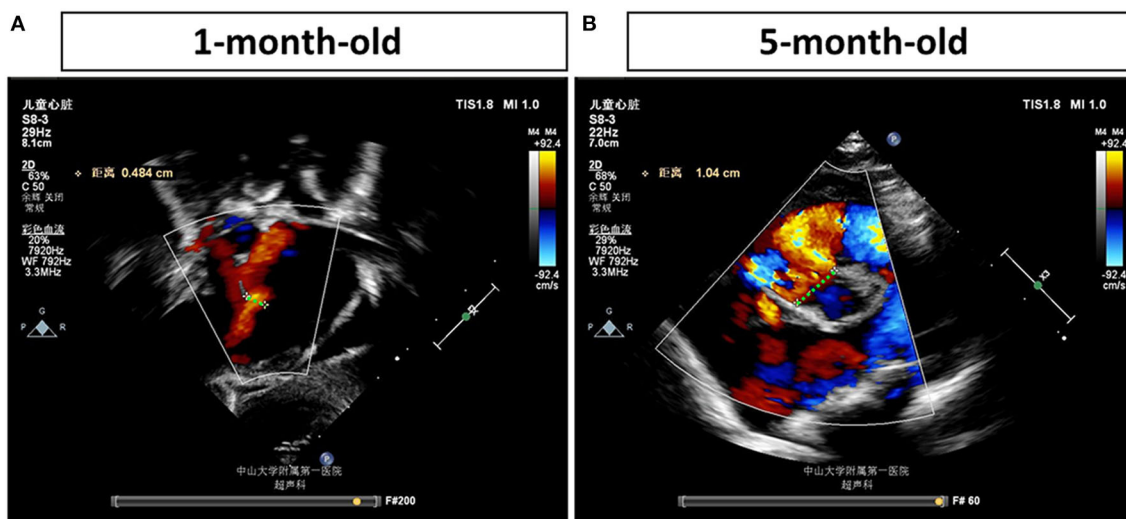 A
1-month-old
儿童心脏
S8-3
29Hz
8.1cm
2D
63%
C 50
余辉 关闭
常规
彩色血流
20%
7920Hz
WF 792Hz
3.3MHz
距离 0.484 cm
TIS1.8 MI 1.0
M4 M4
+92.4
-92.4
cm/s
G
P R
P
中山大学附属第一医院
超声科
F#200
B
5-month-old
儿童心脏
S8-3
22Hz
7.0cm
2D
68%
C 50
余辉 关闭
常规
彩色血流
29%
7920Hz
WF 792Hz
3.3MHz
距离 1.04 cm
P
TIS1.8 MI 1.0
M4 M4
+92.4
-92.4
cm/s
G
P R
中山大学附属第一医院
超声科
F# 60